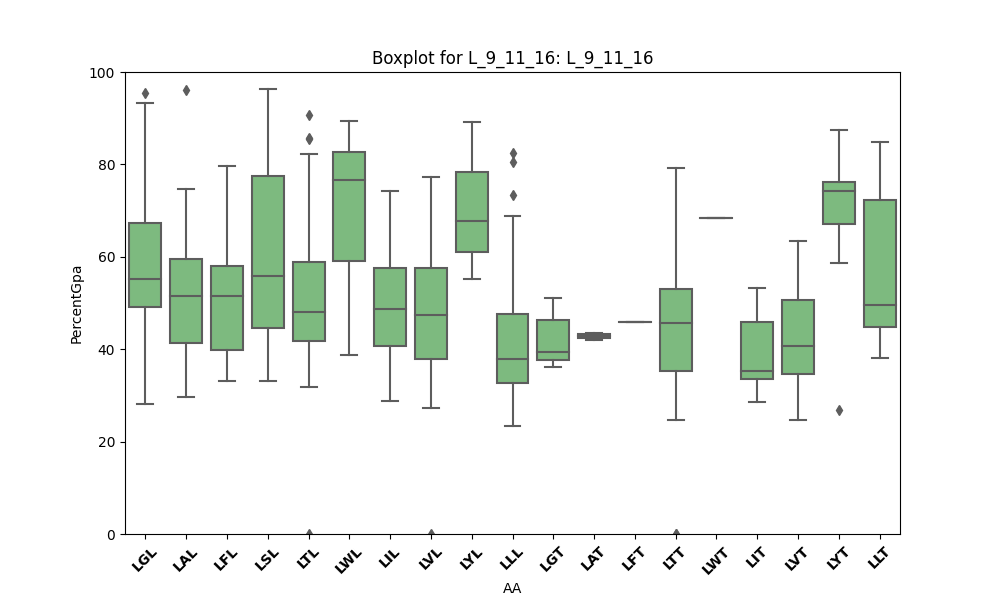 Boxplot for L_9_11_16: L_9_11_16
PercentGpa
100
80
60
40
20
0
LGL LAL LFL LSL LTL LWL LIL LVL LYL LLL LGT LAT LFT LTT LWT LIT LVT LYT LLT
AA